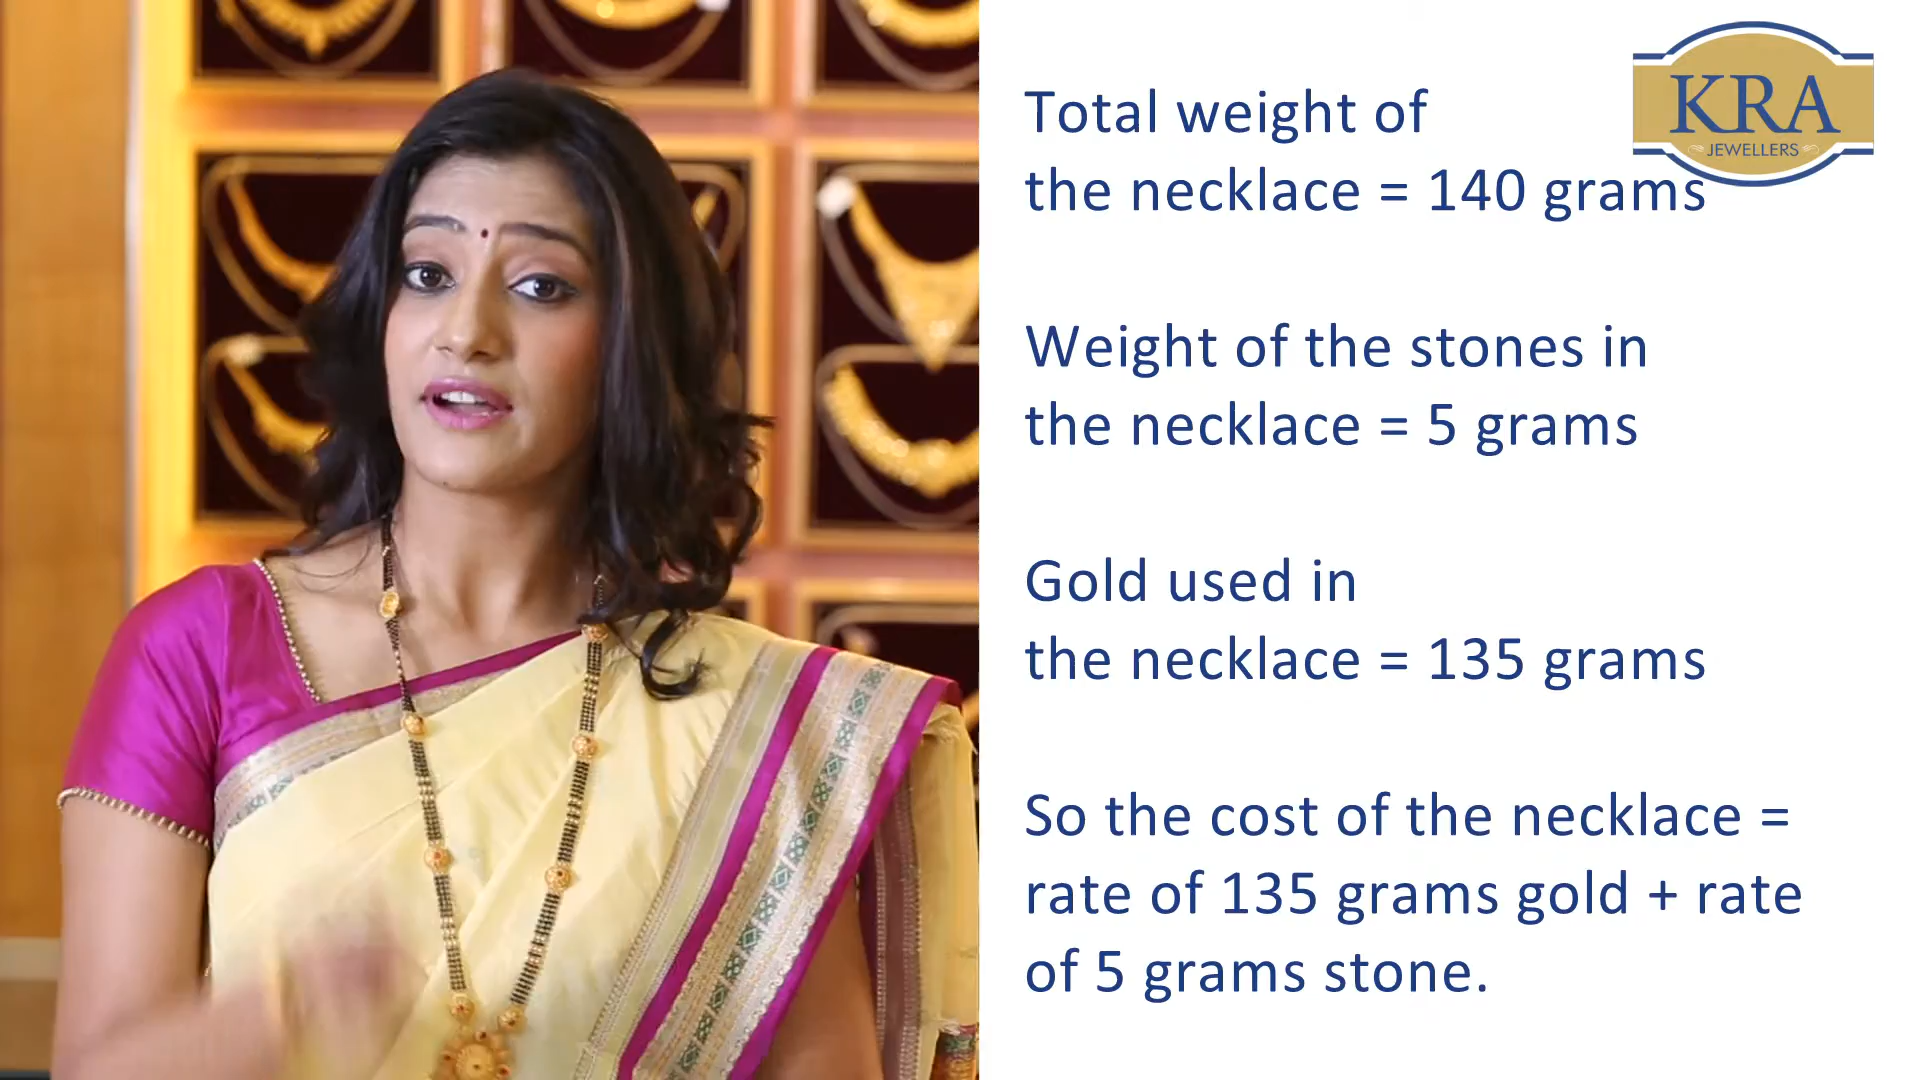 KRA
JEWELLERS
Total weight of
the necklace = 140 grams
Weight of the stones in
the necklace = 5 grams
Gold used in
the necklace = 135 grams
So the cost of the necklace =
rate of 135 grams gold + rate
of 5 grams stone.